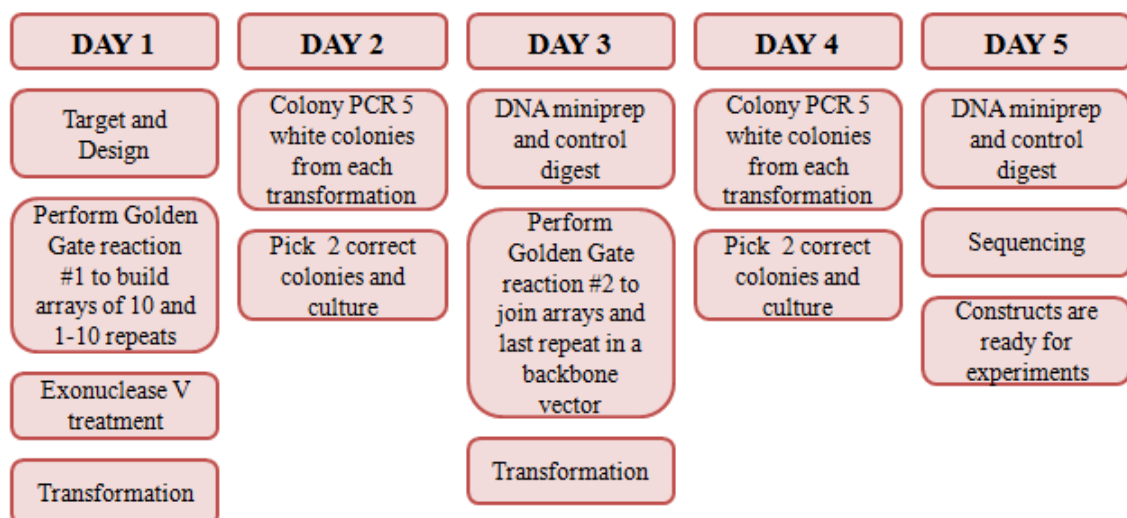 DAY 1
Target and
Design
Perform Golden
Gate reaction
#1 to build
arrays of 10 and
1-10 repeats
Exonuclease V
treatment
Transformation
DAY 2
Colony PCR 5
white colonies
from each
transformation
Pick 2 correct
colonies and
culture
DAY 3
DNA miniprep
and control
digest
Perform
Golden Gate
reaction #2 to
join arrays and
last repeat in a
backbone
vector
Transformation
DAY 4
Colony PCR 5
white colonies
from each
transformation
Pick 2 correct
colonies and
culture
DAY 5
DNA miniprep
and control
digest
Sequencing
Constructs are
ready for
experiments